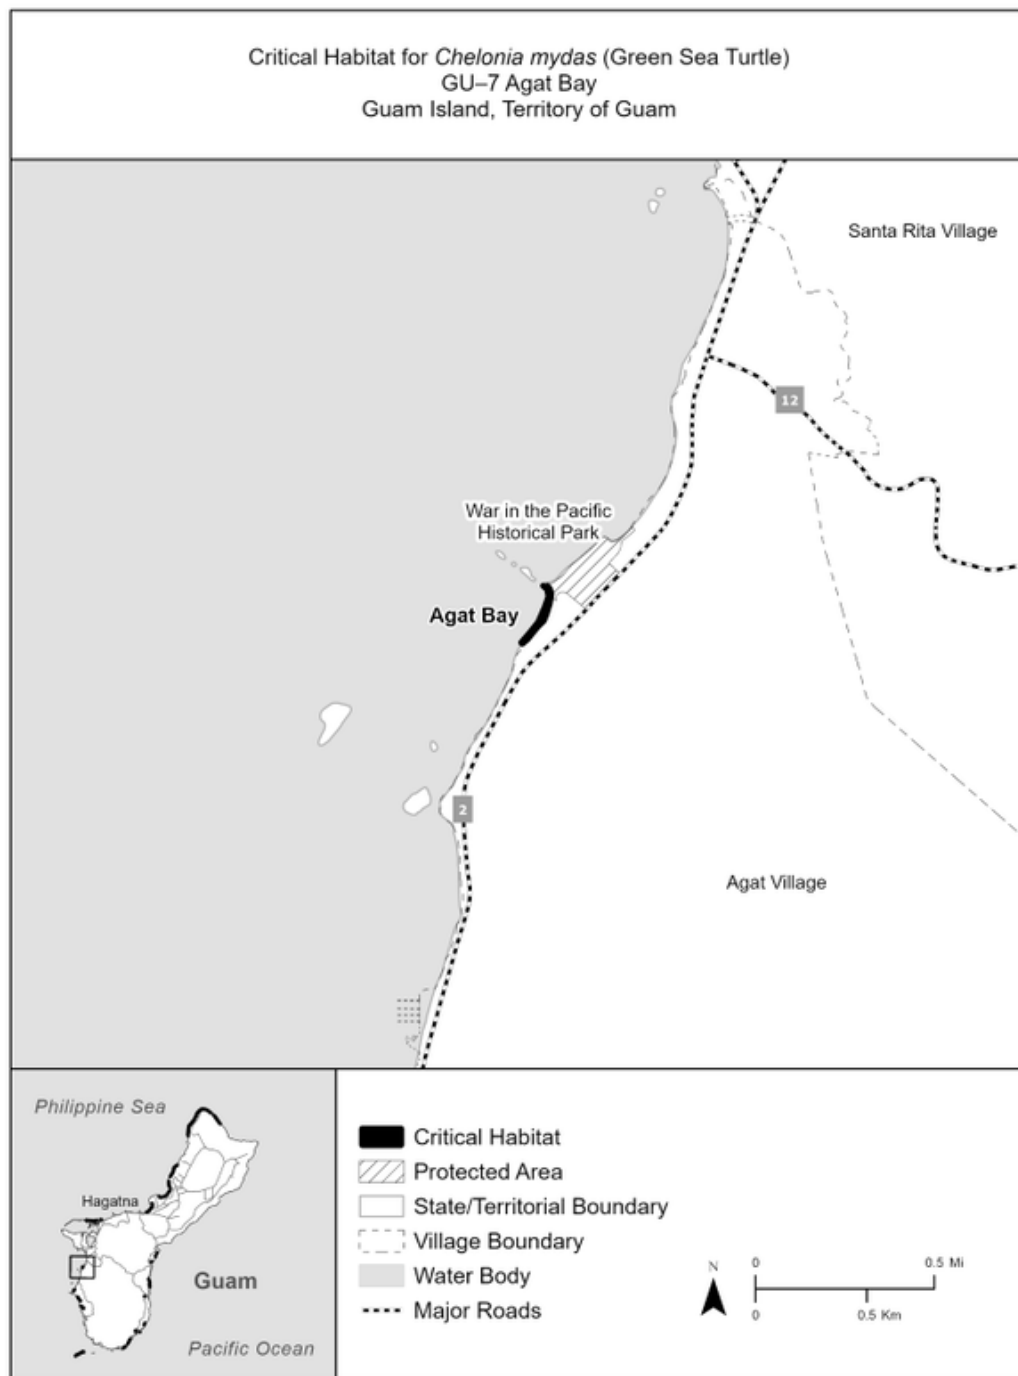 Critical Habitat for Chelonia mydas (Green Sea Turtle)
GU–7 Agat Bay
Guam Island, Territory of Guam
Santa Rita Village
12
War in the Pacific
Historical Park
Agat Bay
2
Agat Village
Philippine Sea
Hagatna
Guam
Pacific Ocean
Critical Habitat
Protected Area
State/Territorial Boundary
Village Boundary
Water Body
Major Roads
N
0 0.5 Mi
0 0.5 Km